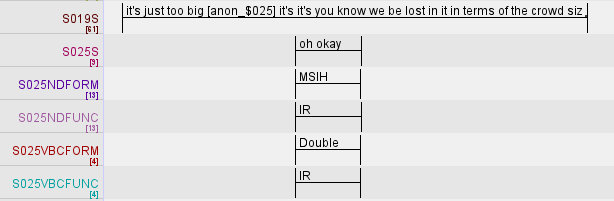 S019S it's just too big [anon_$025] it's it's you know we be lost in it in terms of the crowd siz
[61]
S025S oh okay
[9]
S025NDFORM MSIH
[13]
S025NDFUNC IR
[13]
S025VBCFORM Double
[4]
S025VBCFUNC IR
[4]